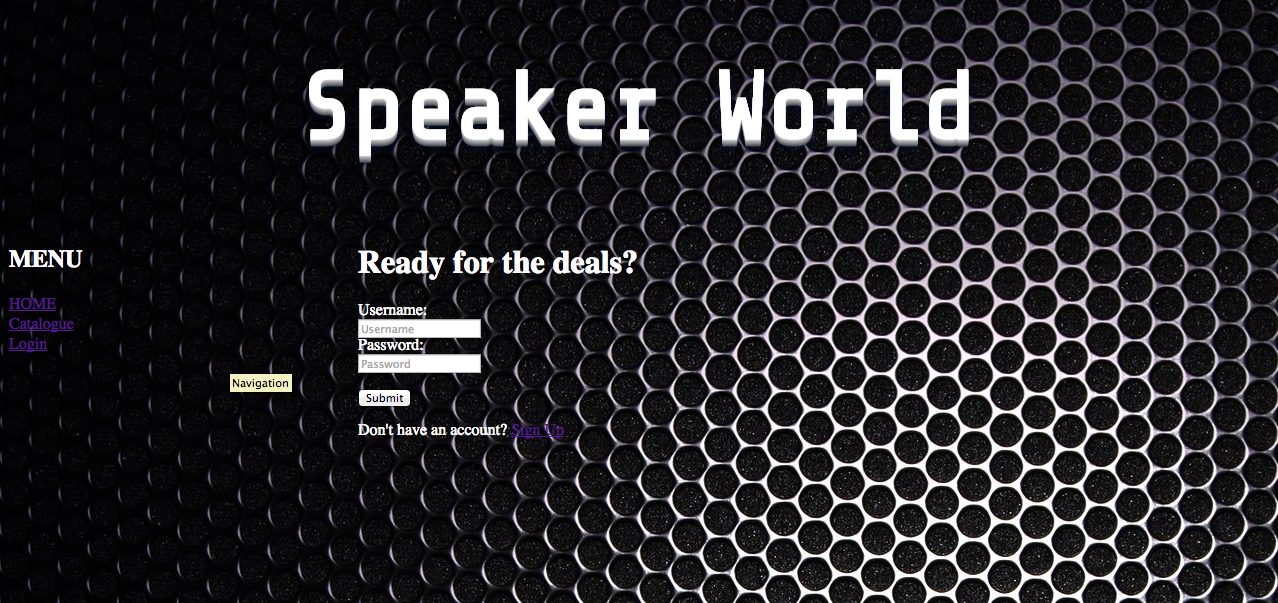 Speaker World
MENU
HOME
Catalogue
Login
Navigation
Ready for the deals?
Username:
Username
Password:
Password
Submit
Don't have an account? Sign Up